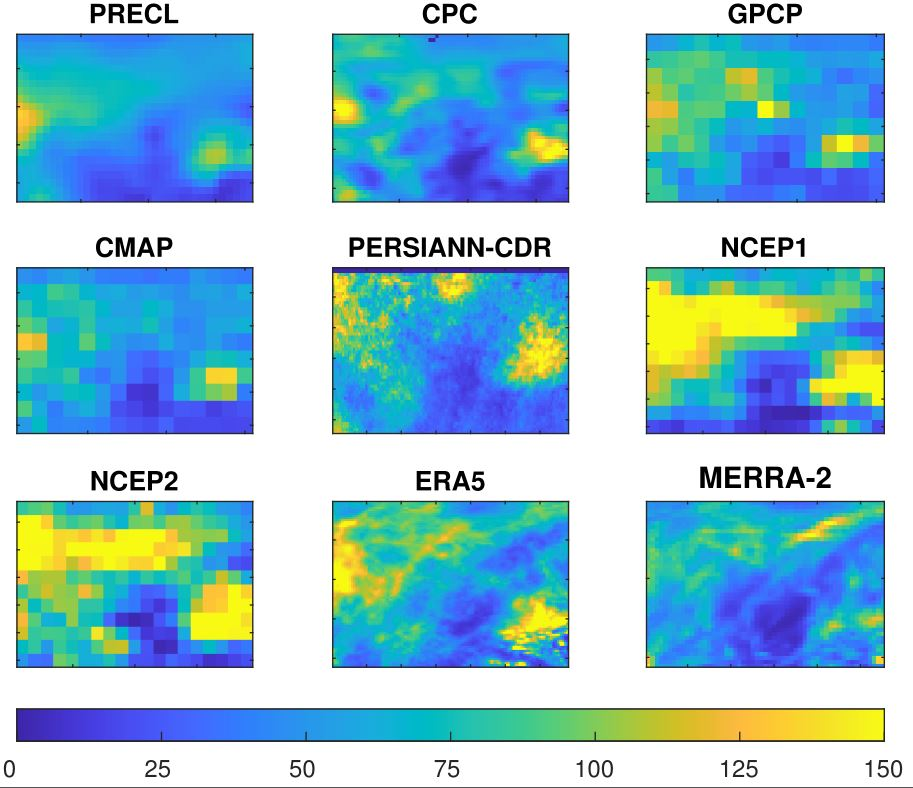 PRECL CPC GPCP
CMAP PERSIANN-CDR NCEP1
NCEP2 ERA5 MERRA-2
0 25 50 75 100 125 150